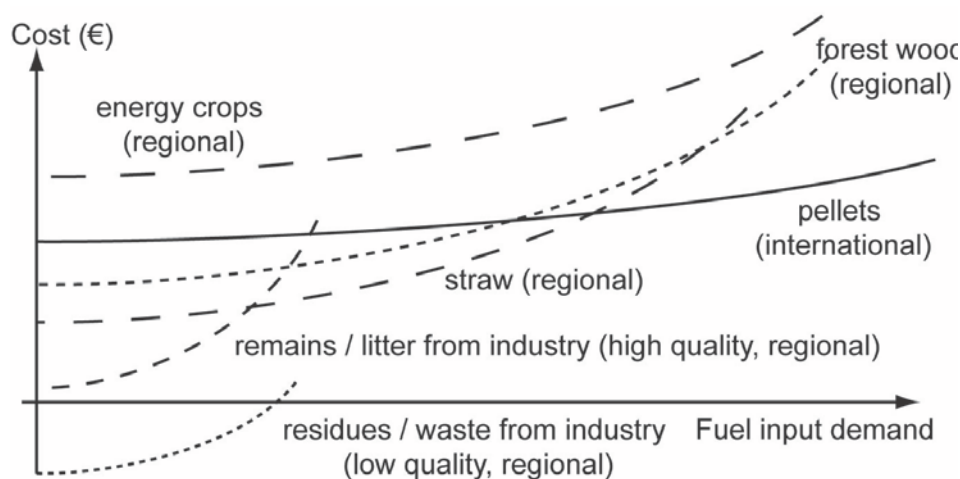 Cost (€)
energy crops
(regional)
forest wood
(regional)
pellets
(international)
straw (regional)
remains / litter from industry (high quality, regional)
residues / waste from industry
(low quality, regional)
Fuel input demand